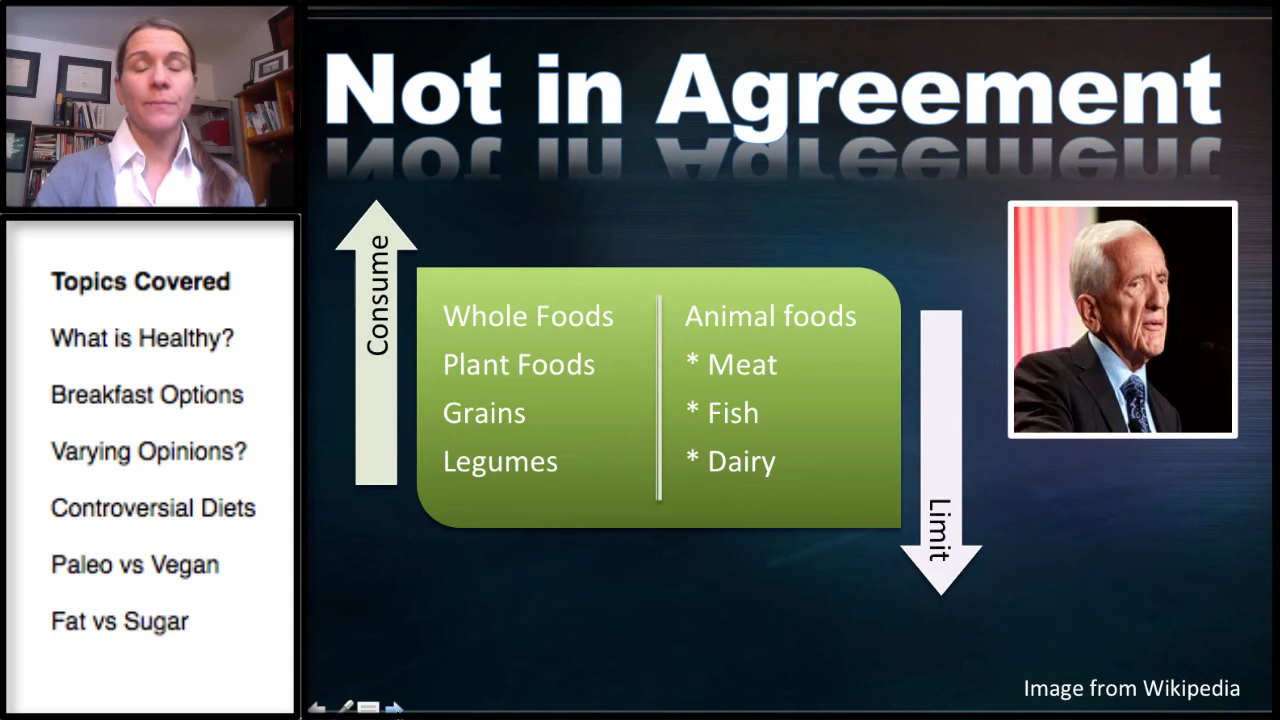 Not in Agreement
Topics Covered
What is Healthy?
Breakfast Options
Varying Opinions?
Controversial Diets
Paleo vs Vegan
Fat vs Sugar
Consume
Whole Foods
Plant Foods
Grains
Legumes
Animal foods
* Meat
* Fish
* Dairy
Limit
Image from Wikipedia